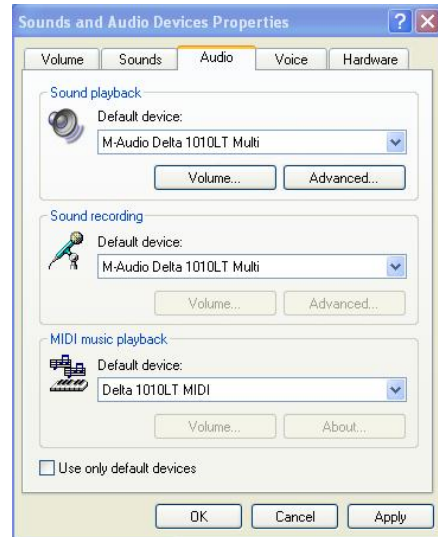 Sounds and Audio Devices Properties
Volume Sounds Audio Voice Hardware
Sound playback
Default device:
M-Audio Delta 1010LT Multi
Volume... Advanced...
Sound recording
Default device:
M-Audio Delta 1010LT Multi
Volume... Advanced...
MIDI music playback
Default device:
Delta 1010LT MIDI
Volume... About...
Use only default devices
OK Cancel Apply